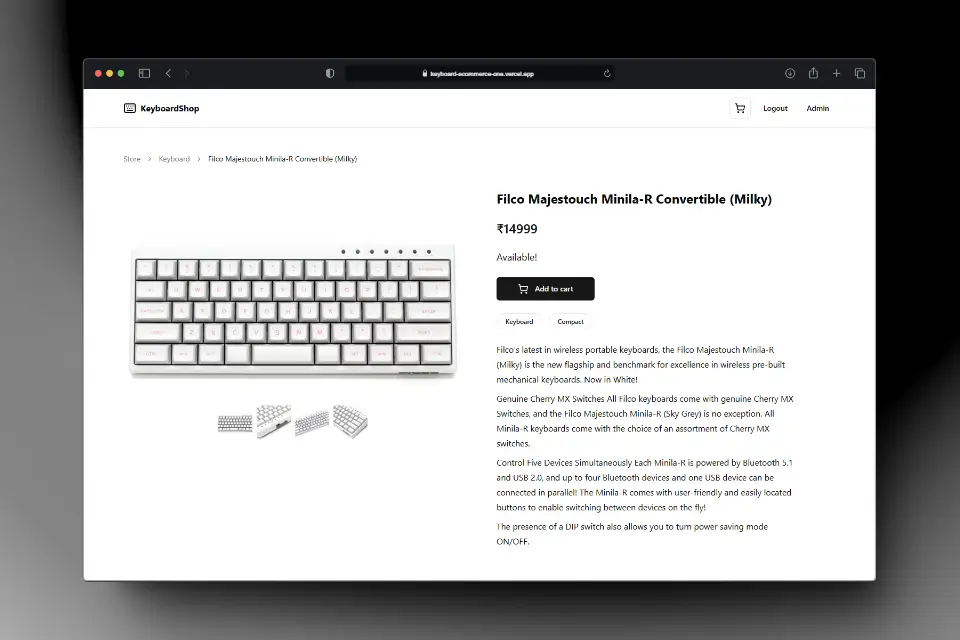 keyboard-ecommerce-one.vercel.app
KeyboardShop
Logout
Admin
Store > Keyboard > Filco Majestouch Minila-R Convertible (Milky)
Filco Majestouch Minila-R Convertible (Milky)
₹14999
Available!
Add to cart
Keyboard
Compact
Filco's latest in wireless portable keyboards, the Filco Majestouch Minila-R
(Milky) is the new flagship and benchmark for excellence in wireless pre-built
mechanical keyboards. Now in White!
Genuine Cherry MX Switches All Filco keyboards come with genuine Cherry MX
Switches, and the Filco Majestouch Minila-R (Sky Grey) is no exception. All
Minila-R keyboards come with the choice of an assortment of Cherry MX
switches.
Control Five Devices Simultaneously Each Minila-R is powered by Bluetooth 5.1
and USB 2.0, and up to four Bluetooth devices and one USB device can be
connected in parallel! The Minila-R comes with user-friendly and easily located
buttons to enable switching between devices on the fly!
The presence of a DIP switch also allows you to turn power saving mode
ON/OFF.